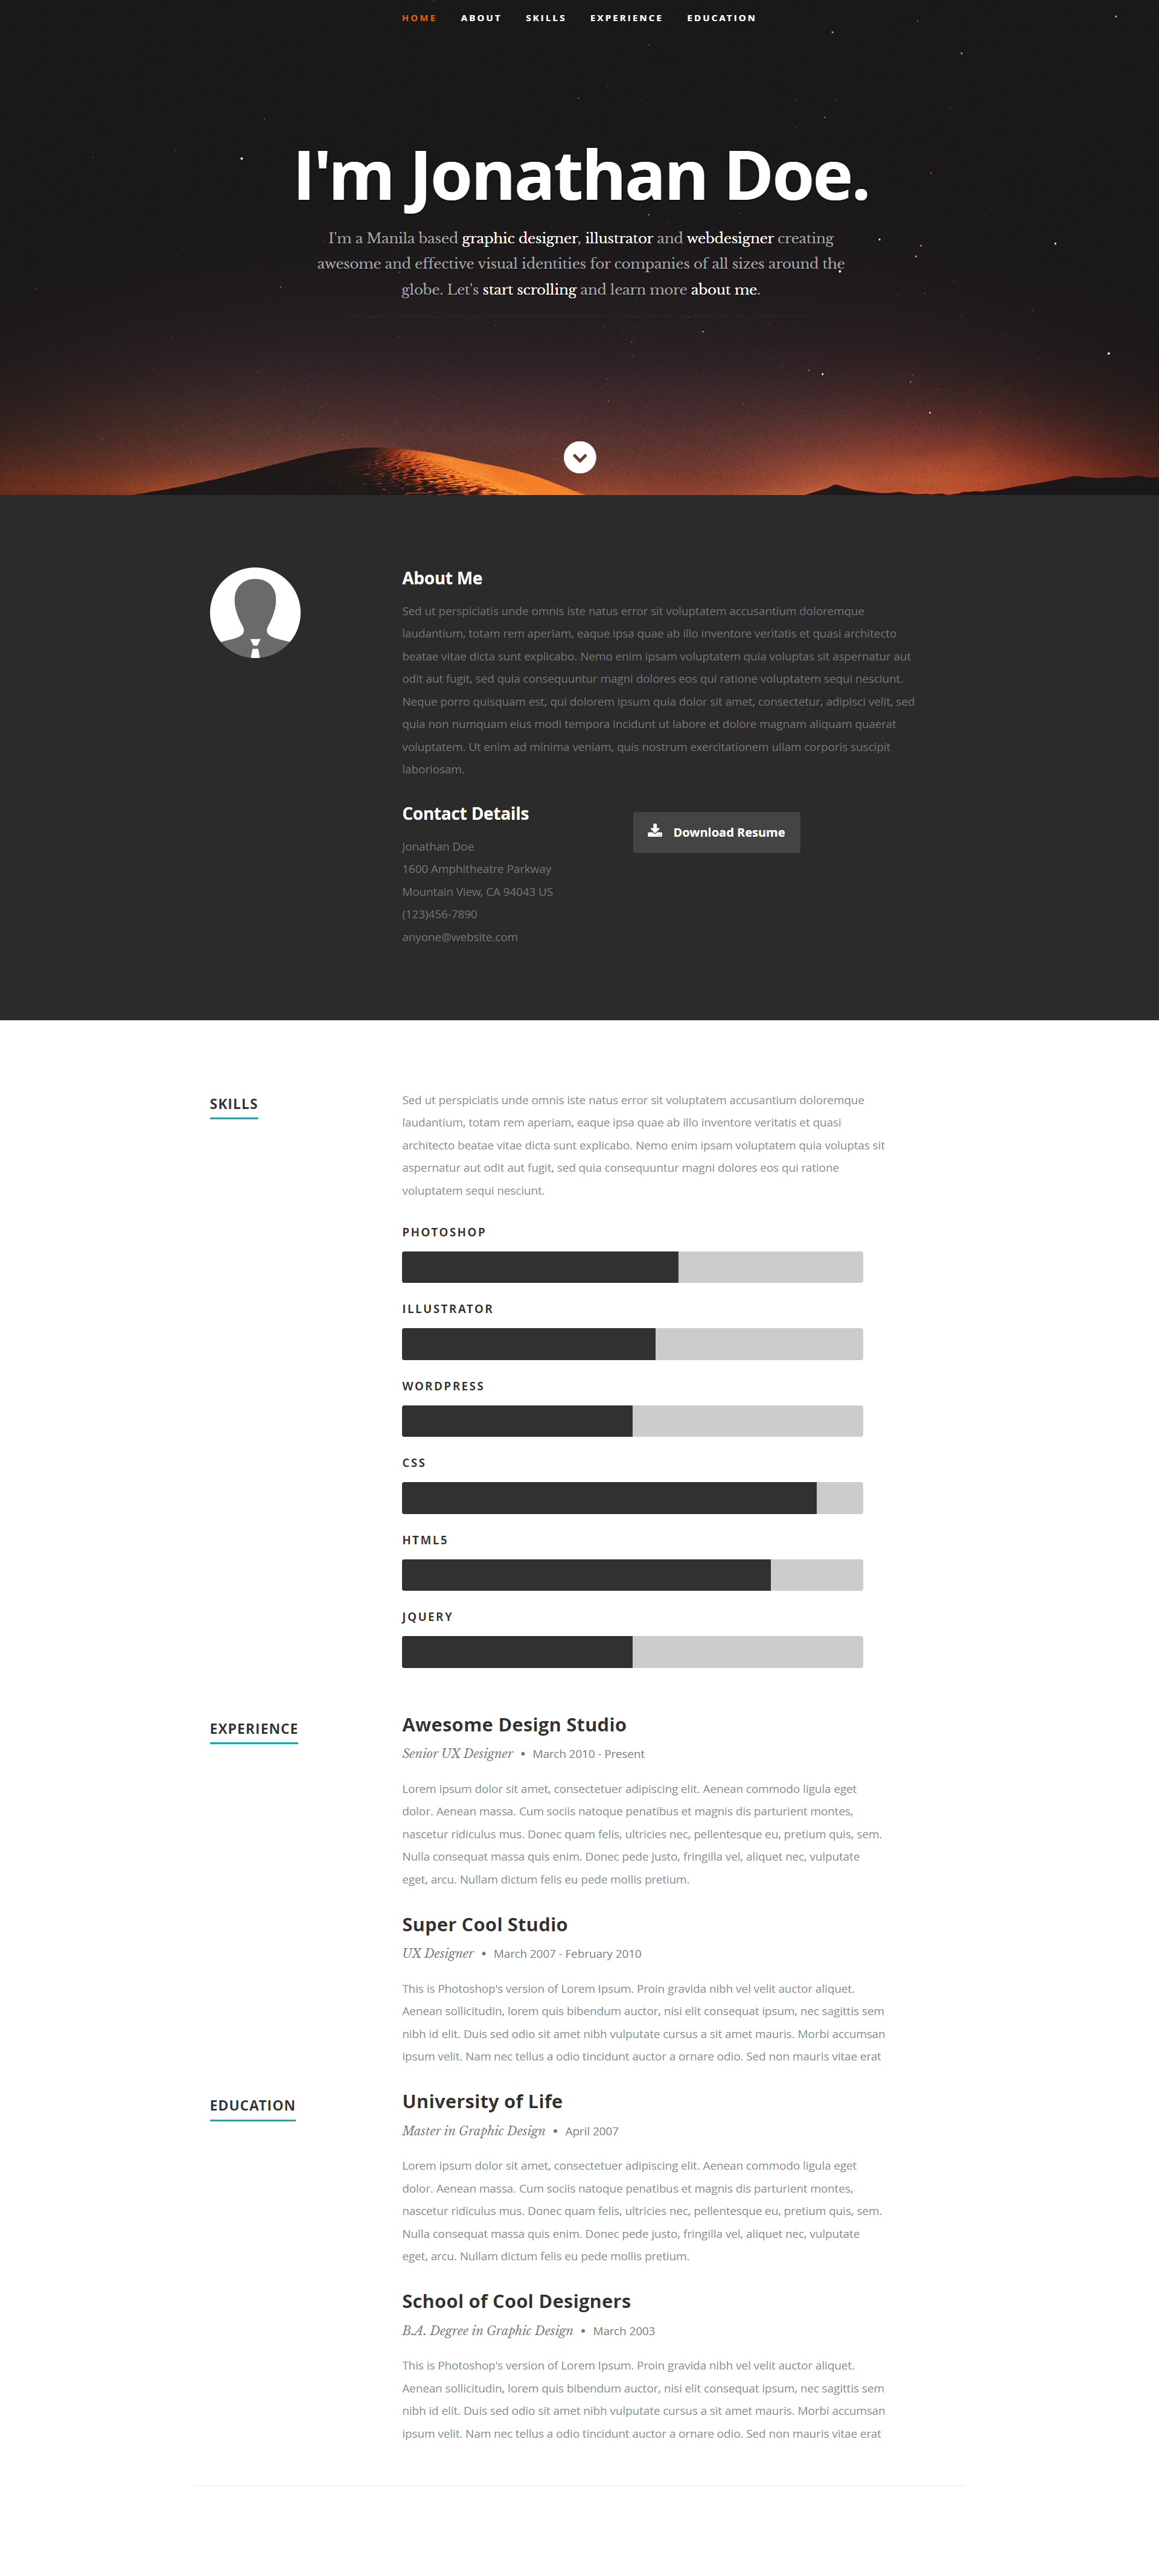 HOME ABOUT SKILLS EXPERIENCE EDUCATION
I'm Jonathan Doe.
I'm a Manila based graphic designer, illustrator and webdesigner creating
awesome and effective visual identities for companies of all sizes around the
globe. Let's start scrolling and learn more about me.
About Me
Sed ut perspiciatis unde omnis iste natus error sit voluptatem accusantium doloremque
laudantium, totam rem aperiam, eaque ipsa quae ab illo inventore veritatis et quasi architecto
beatae vitae dicta sunt explicabo. Nemo enim ipsam voluptatem quia voluptas sit aspernatur aut
odit aut fugit, sed quia consequuntur magni dolores eos qui ratione voluptatem sequi nesciunt.
Neque porro quisquam est, qui dolorem ipsum quia dolor sit amet, consectetur, adipisci velit, sed
quia non numquam eius modi tempora incidunt ut labore et dolore magnam aliquam quaerat
voluptatem. Ut enim ad minima veniam, quis nostrum exercitationem ullam corporis suscipit
laboriosam.
Contact Details
Jonathan Doe
1600 Amphitheatre Parkway
Mountain View, CA 94043 US
(123)456-7890
anyone@website.com
Download Resume
SKILLS
Sed ut perspiciatis unde omnis iste natus error sit voluptatem accusantium doloremque
laudantium, totam rem aperiam, eaque ipsa quae ab illo inventore veritatis et quasi
architecto beatae vitae dicta sunt explicabo. Nemo enim ipsam voluptatem quia voluptas sit
aspernatur aut odit aut fugit, sed quia consequuntur magni dolores eos qui ratione
voluptatem sequi nesciunt.
PHOTOSHOP
ILLUSTRATOR
WORDPRESS
CSS
HTML5
JQUERY
EXPERIENCE
Awesome Design Studio
Senior UX Designer • March 2010 - Present
Lorem ipsum dolor sit amet, consectetuer adipiscing elit. Aenean commodo ligula eget
dolor. Aenean massa. Cum sociis natoque penatibus et magnis dis parturient montes,
nascetur ridiculus mus. Donec quam felis, ultricies nec, pellentesque eu, pretium quis, sem.
Nulla consequat massa quis enim. Donec pede justo, fringilla vel, aliquet nec, vulputate
eget, arcu. Nullam dictum felis eu pede mollis pretium.
Super Cool Studio
UX Designer • March 2007 - February 2010
This is Photoshop's version of Lorem Ipsum. Proin gravida nibh vel velit auctor aliquet.
Aenean sollicitudin, lorem quis bibendum auctor, nisi elit consequat ipsum, nec sagittis sem
nibh id elit. Duis sed odio sit amet nibh vulputate cursus a sit amet mauris. Morbi accumsan
ipsum velit. Nam nec tellus a odio tincidunt auctor a ornare odio. Sed non mauris vitae erat
EDUCATION
University of Life
Master in Graphic Design • April 2007
Lorem ipsum dolor sit amet, consectetuer adipiscing elit. Aenean commodo ligula eget
dolor. Aenean massa. Cum sociis natoque penatibus et magnis dis parturient montes,
nascetur ridiculus mus. Donec quam felis, ultricies nec, pellentesque eu, pretium quis, sem.
Nulla consequat massa quis enim. Donec pede justo, fringilla vel, aliquet nec, vulputate
eget, arcu. Nullam dictum felis eu pede mollis pretium.
School of Cool Designers
B.A. Degree in Graphic Design • March 2003
This is Photoshop's version of Lorem Ipsum. Proin gravida nibh vel velit auctor aliquet.
Aenean sollicitudin, lorem quis bibendum auctor, nisi elit consequat ipsum, nec sagittis sem
nibh id elit. Duis sed odio sit amet nibh vulputate cursus a sit amet mauris. Morbi accumsan
ipsum velit. Nam nec tellus a odio tincidunt auctor a ornare odio. Sed non mauris vitae erat